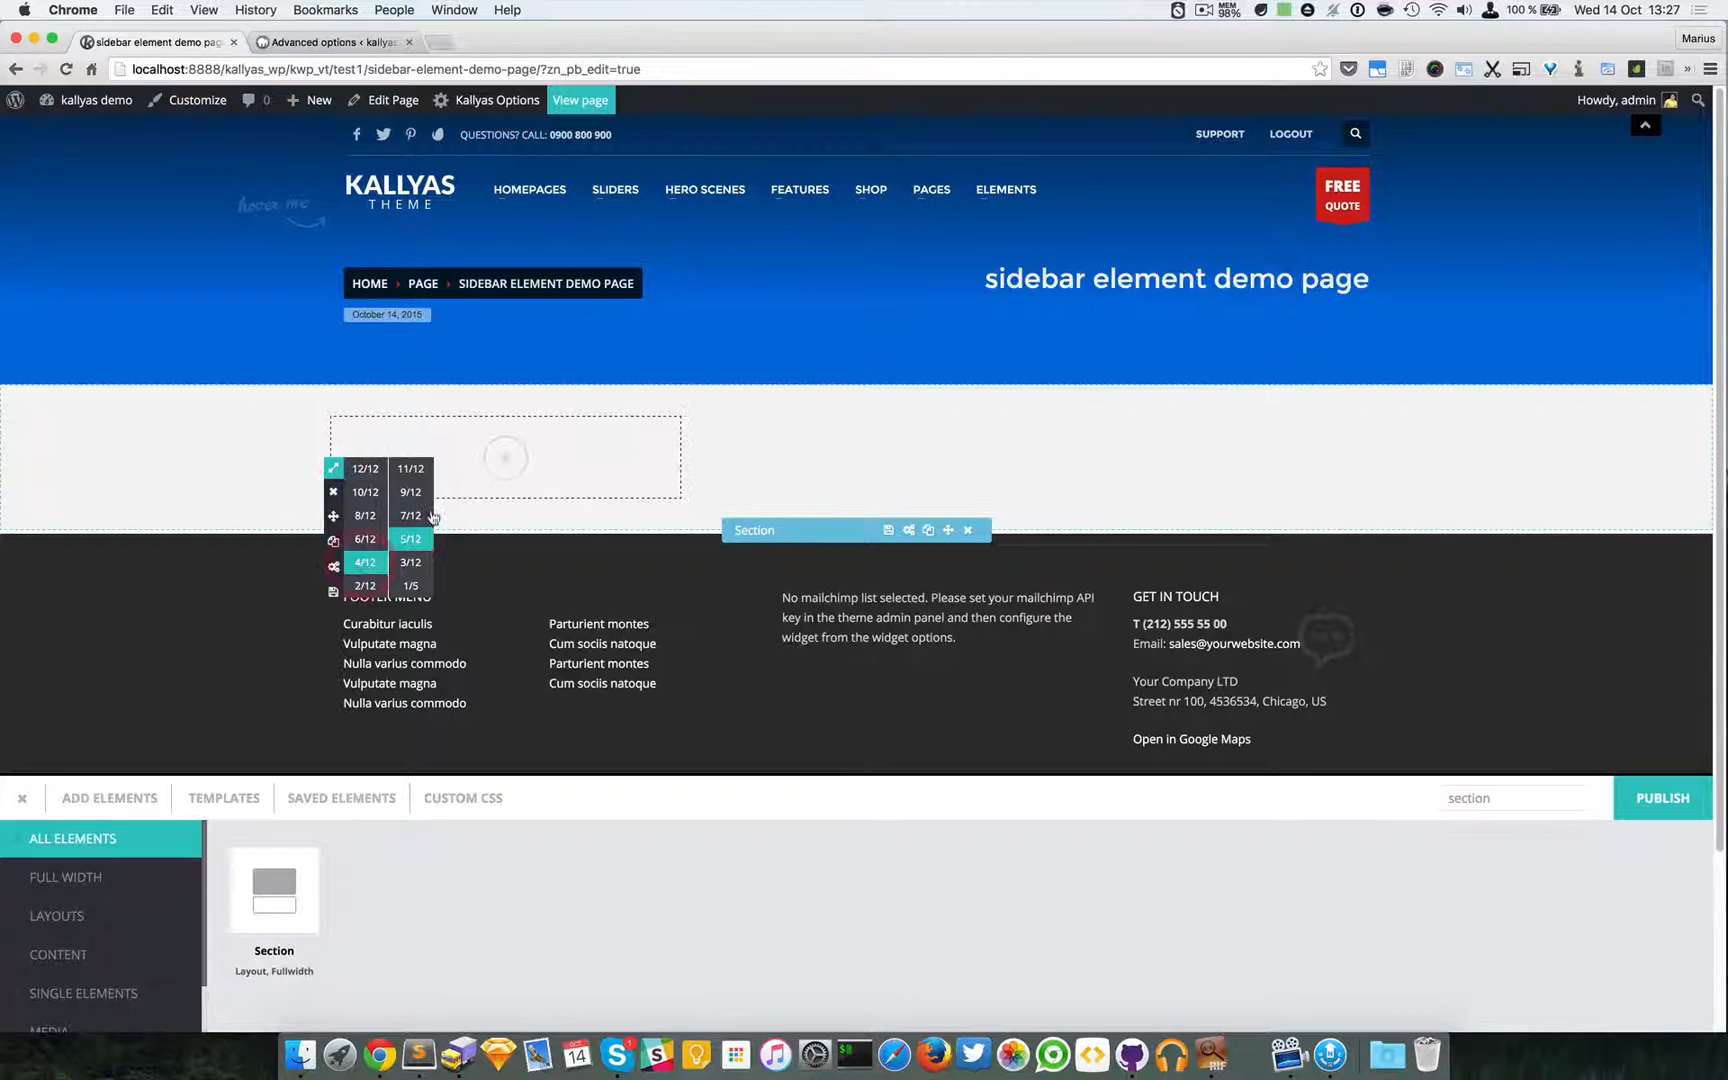 Chrome File Edit View History Bookmarks People Window Help MEM 98% 100 % Wed 14 Oct 13:27
sidebar element demo pag Advanced options ‹ kallyas Marius
localhost:8888/kallyas_wp/kwp_vt/test1/sidebar-element-demo-page/?zn_pb_edit=true
kallyas demo Customize 0 New Edit Page Kallyas Options View page Howdy, admin
QUESTIONS? CALL: 0900 800 900 SUPPORT LOGOUT
KALLYAS
THEME
HOMEPAGES SLIDERS HERO SCENES FEATURES SHOP PAGES ELEMENTS
FREE
QUOTE
hover me
HOME PAGE SIDEBAR ELEMENT DEMO PAGE
sidebar element demo page
October 14, 2015
12/12 11/12
10/12 9/12
8/12 7/12
6/12 5/12
4/12 3/12
2/12 1/5
Section
FOOTER MENU
Curabitur iaculis
Vulputate magna
Nulla varius commodo
Vulputate magna
Nulla varius commodo
Parturient montes
Cum sociis natoque
Parturient montes
Cum sociis natoque
No mailchimp list selected. Please set your mailchimp API
key in the theme admin panel and then configure the
widget from the widget options.
GET IN TOUCH
T (212) 555 55 00
Email: sales@yourwebsite.com
Your Company LTD
Street nr 100, 4536534, Chicago, US
Open in Google Maps
ADD ELEMENTS TEMPLATES SAVED ELEMENTS CUSTOM CSS section PUBLISH
ALL ELEMENTS
FULL WIDTH
LAYOUTS
CONTENT
SINGLE ELEMENTS
MEDIA
Section
Layout, Fullwidth
14
1
RIF